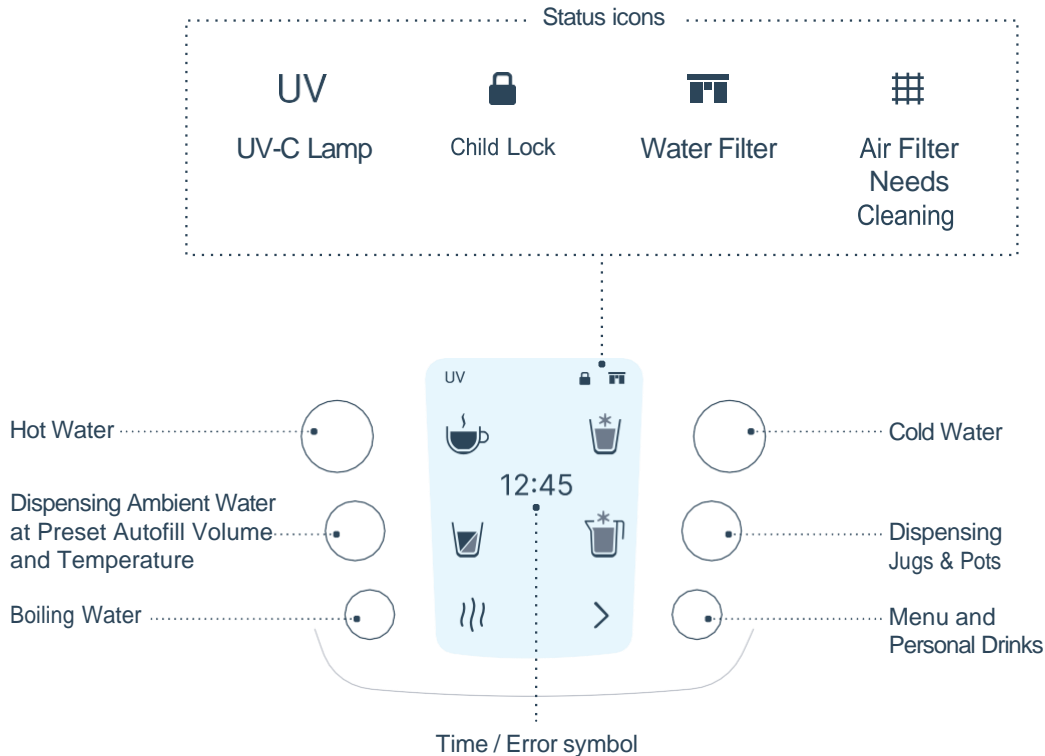 Status icons
UV
UV-C Lamp
Child Lock
Water Filter
Air Filter
Needs
Cleaning
UV
Hot Water
Cold Water
12:45
Dispensing Ambient Water
at Preset Autofill Volume
and Temperature
Dispensing
Jugs & Pots
Boiling Water
Menu and
Personal Drinks
Time / Error symbol